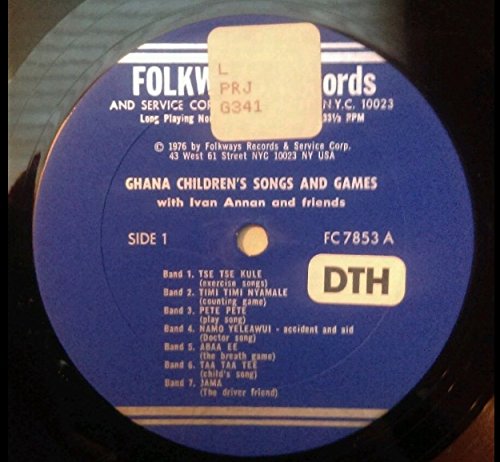 L
PRJ
G341
FOLKW ords
AND SERVICE COR N.Y.C. 10023
Long Playing No 33⅓ RPM
© 1976 by Folkways Records & Service Corp.
43 West 61 Street NYC 10023 NY USA
GHANA CHILDREN'S SONGS AND GAMES
with Ivan Annan and friends
SIDE 1 FC 7853 A
DTH
Band 1. TSE TSE KULE
(exercise songs)
Band 2. TIMI TIMI NYAMALE
(counting game)
Band 3. PETE PETE
(play song)
Band 4. NAMO YELEAWUI - accident and aid
(Doctor song)
Band 5. ABAA EE
(the breath game)
Band 6. TAA TAA TEE
(child's song)
Band 7. JAMA
(The driver friend)